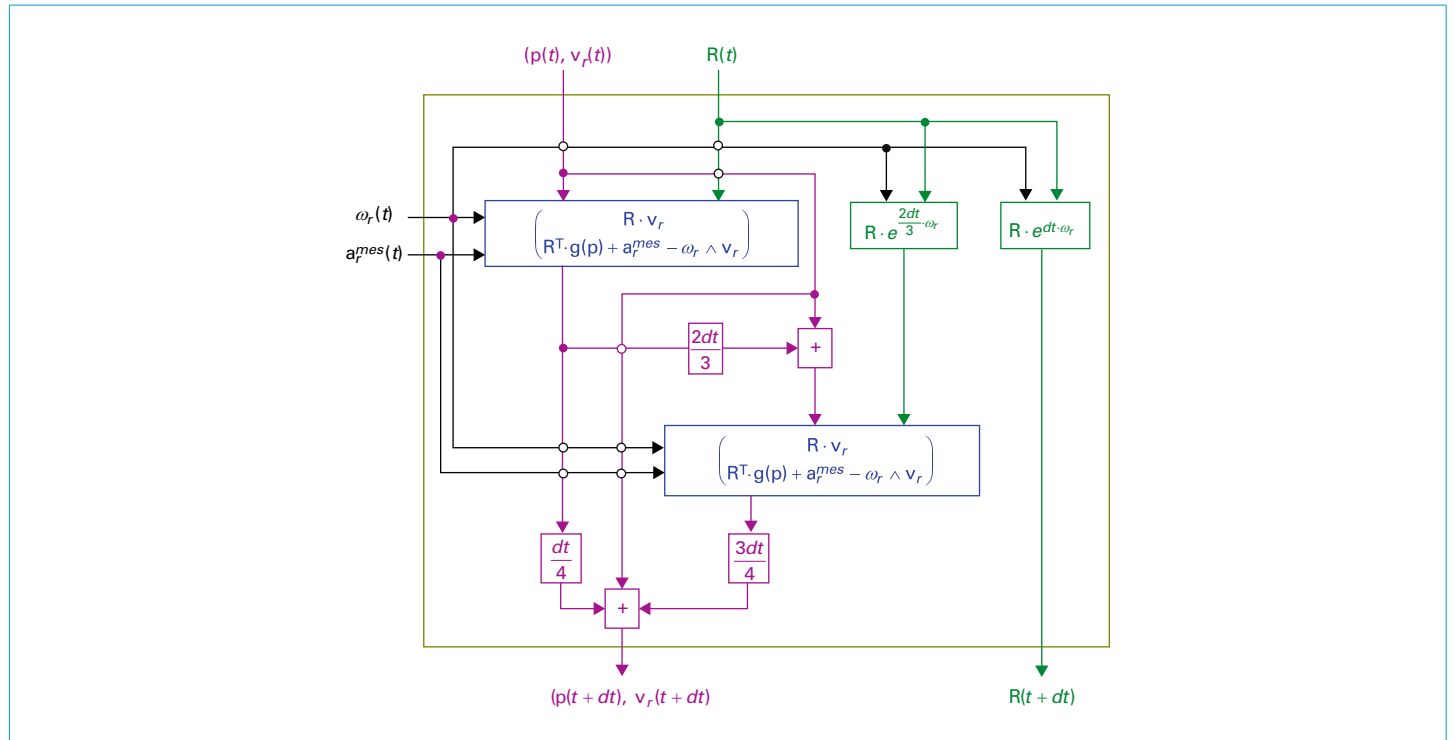 (p(t), v_r(t)) R(t)
ω_r(t)
a_r^{mes}(t)
R · v_r
R^T·g(p) + a_r^{mes} − ω_r ∧ v_r
R · e^{\frac{2dt}{3}·ω_r}
R · e^{dt·ω_r}
2dt
3
+
R · v_r
R^T·g(p) + a_r^{mes} − ω_r ∧ v_r
dt
4
3dt
4
+
(p(t + dt), v_r(t + dt) R(t + dt)